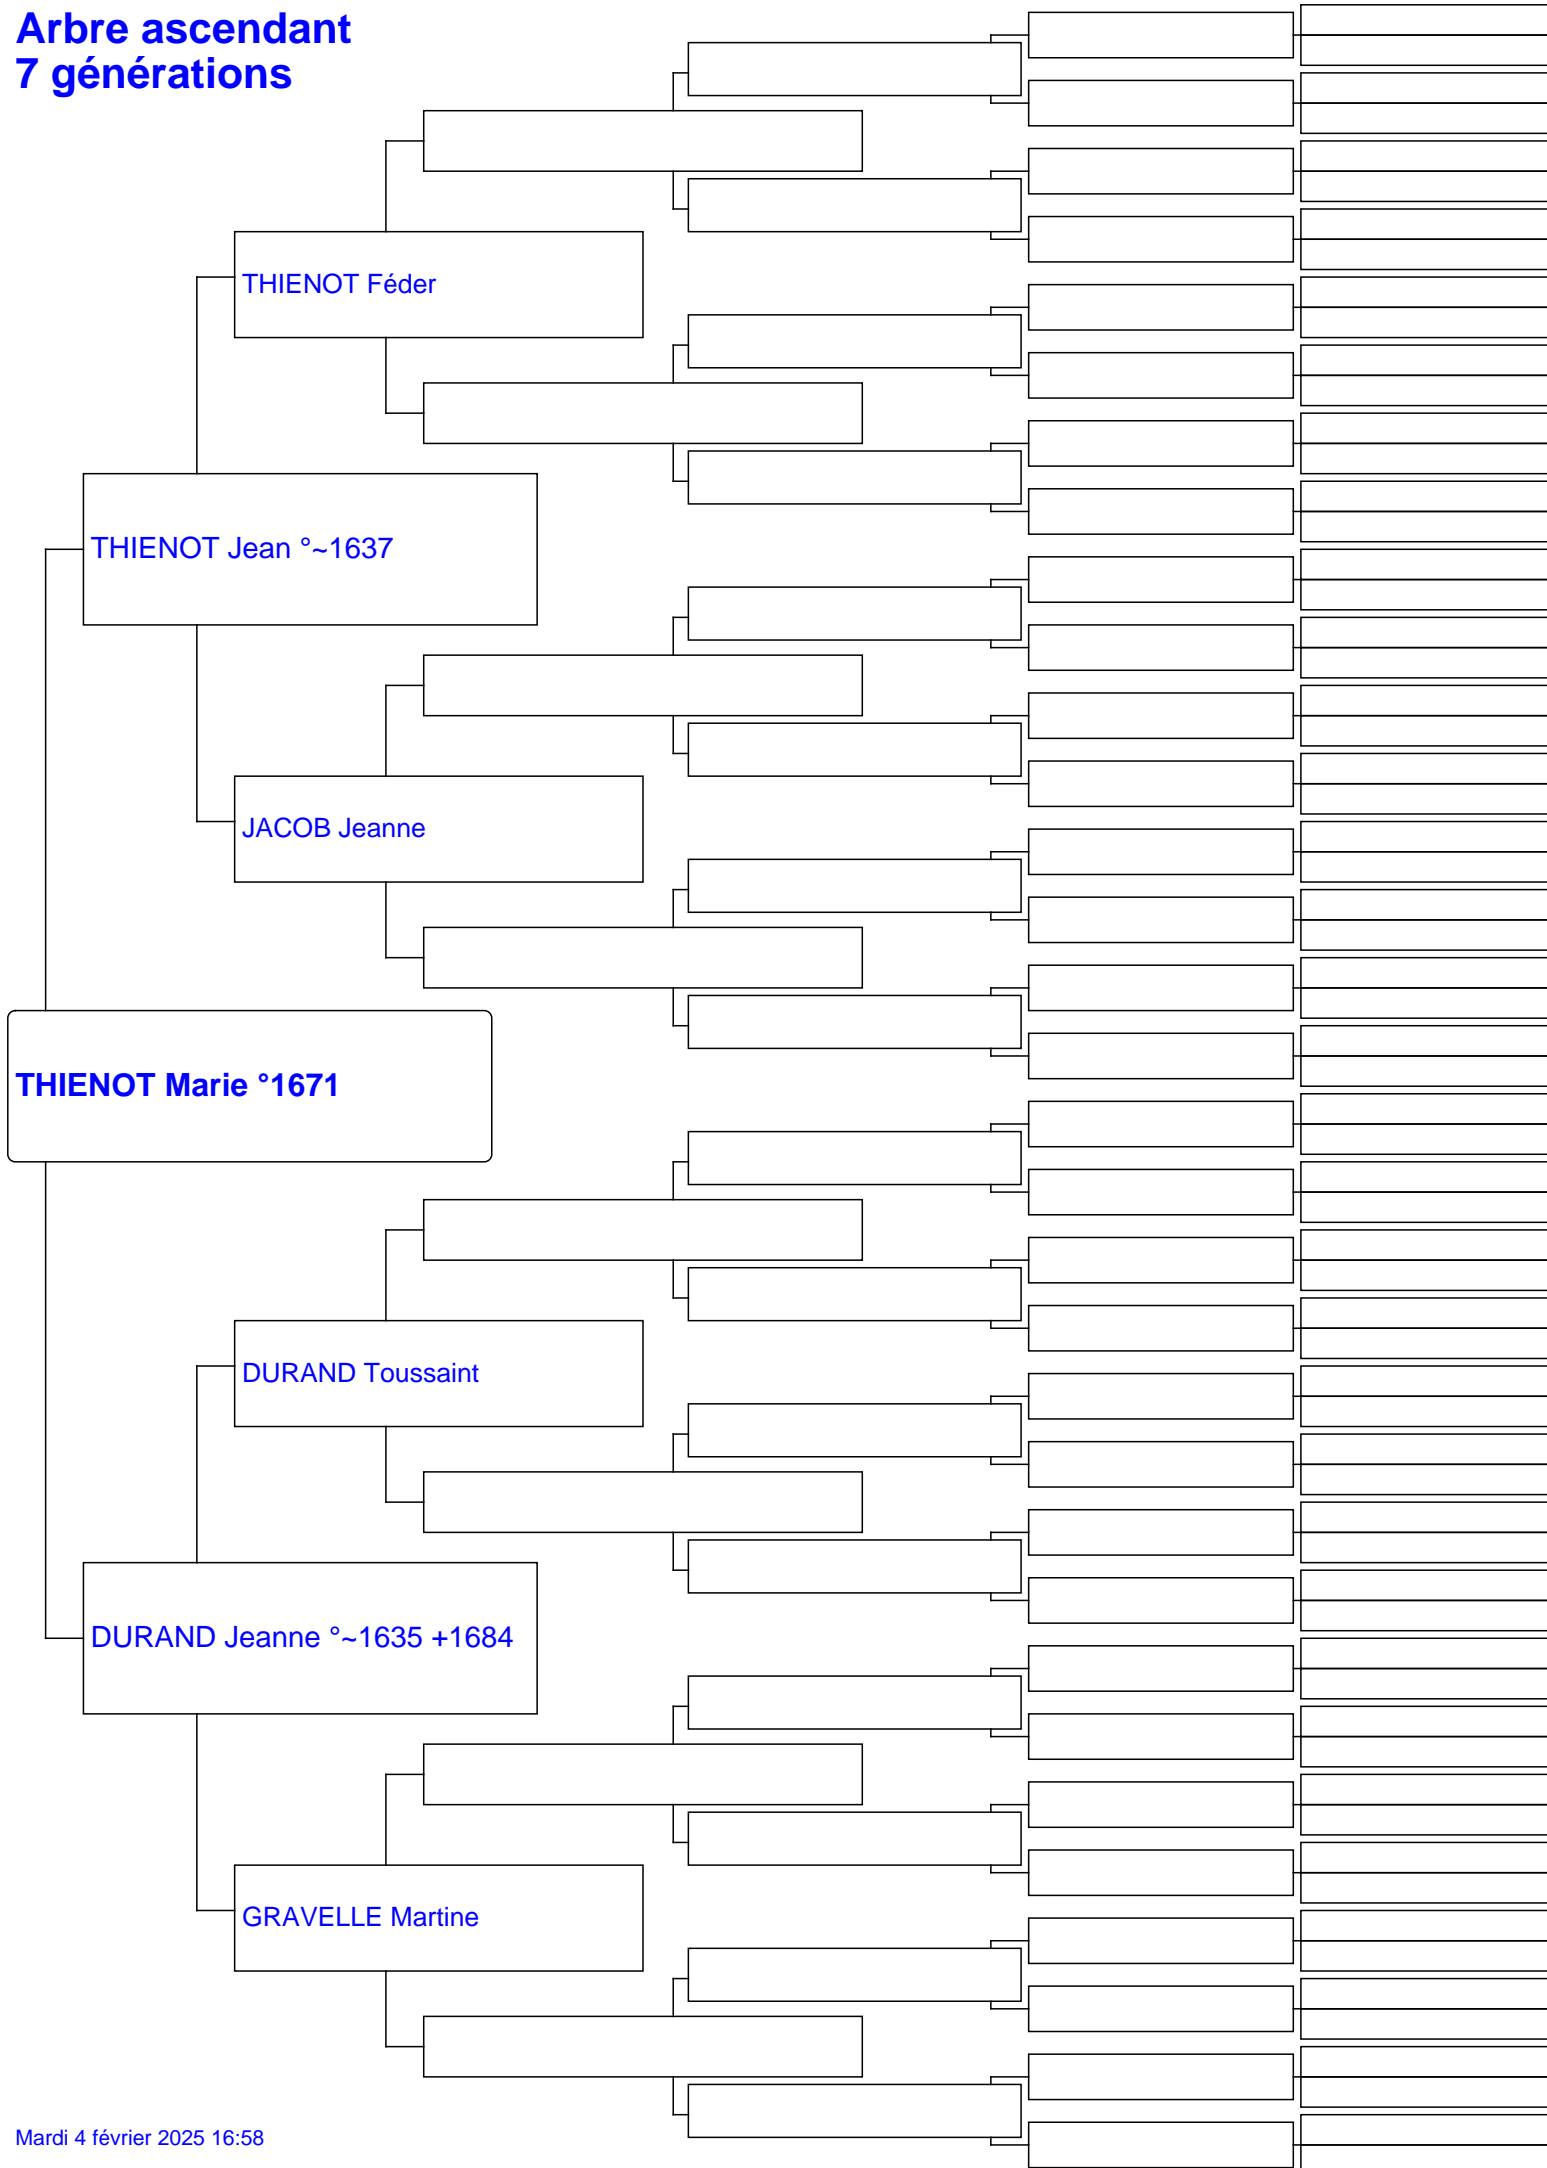 Arbre ascendant
7 générations
THIENOT Féder
THIENOT Jean °~1637
JACOB Jeanne
THIENOT Marie °1671
DURAND Toussaint
DURAND Jeanne °~1635 +1684
GRAVELLE Martine
Mardi 4 février 2025 16:58